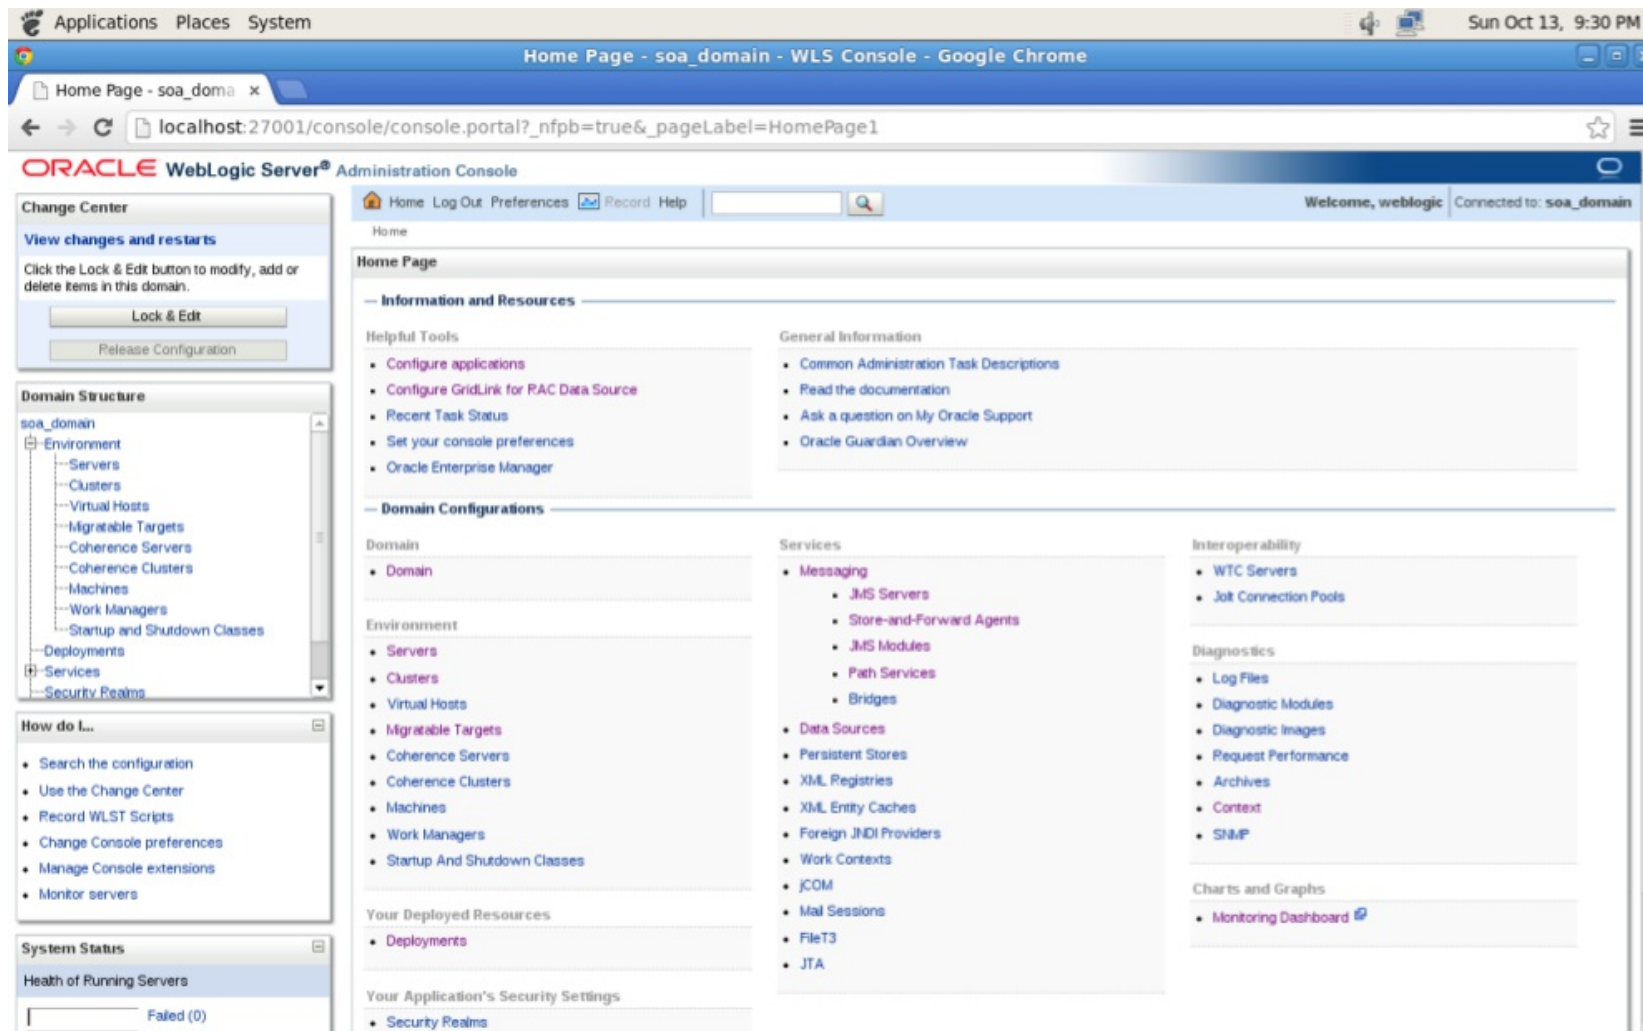 Applications Places System
Sun Oct 13, 9:30 PM
Home Page - soa_domain - WLS Console - Google Chrome
Home Page - soa_doma
localhost:27001/console/console.portal?_nfpb=true&_pageLabel=HomePage1
ORACLE WebLogic Server® Administration Console
Change Center
View changes and restarts
Click the Lock & Edit button to modify, add or
delete items in this domain.
Lock & Edit
Release Configuration
Domain Structure
soa_domain
Environment
Servers
Clusters
Virtual Hosts
Migratable Targets
Coherence Servers
Coherence Clusters
Machines
Work Managers
Startup and Shutdown Classes
Deployments
Services
Security Realms
How do I...
Search the configuration
Use the Change Center
Record WLST Scripts
Change Console preferences
Manage Console extensions
Monitor servers
System Status
Health of Running Servers
Failed (0)
Home Log Out Preferences Record Help
Welcome, weblogic Connected to: soa_domain
Home
Home Page
Information and Resources
Helpful Tools
Configure applications
Configure GridLink for RAC Data Source
Recent Task Status
Set your console preferences
Oracle Enterprise Manager
General Information
Common Administration Task Descriptions
Read the documentation
Ask a question on My Oracle Support
Oracle Guardian Overview
Domain Configurations
Domain
Domain
Environment
Servers
Clusters
Virtual Hosts
Migratable Targets
Coherence Servers
Coherence Clusters
Machines
Work Managers
Startup And Shutdown Classes
Your Deployed Resources
Deployments
Your Application's Security Settings
Security Realms
Services
Messaging
JMS Servers
Store-and-Forward Agents
JMS Modules
Path Services
Bridges
Data Sources
Persistent Stores
XML Registries
XML Entity Caches
Foreign JNDI Providers
Work Contexts
jCOM
Mail Sessions
FileT3
JTA
Interoperability
WTC Servers
Jolt Connection Pools
Diagnostics
Log Files
Diagnostic Modules
Diagnostic Images
Request Performance
Archives
Context
SNMP
Charts and Graphs
Monitoring Dashboard